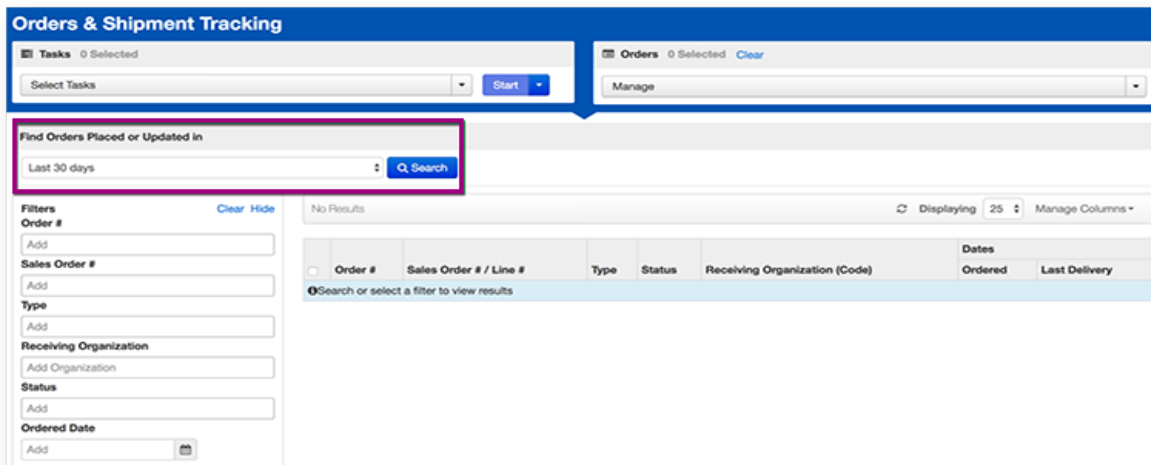 Orders & Shipment Tracking
Tasks 0 Selected
Select Tasks
Start
Orders 0 Selected Clear
Manage
Find Orders Placed or Updated in
Last 30 days
Search
Filters Clear Hide
Order #
Add
Sales Order #
Add
Type
Add
Receiving Organization
Add Organization
Status
Add
Ordered Date
Add
No Results Displaying 25 Manage Columns
Dates
Order # Sales Order # / Line # Type Status Receiving Organization (Code) Ordered Last Delivery
Search or select a filter to view results